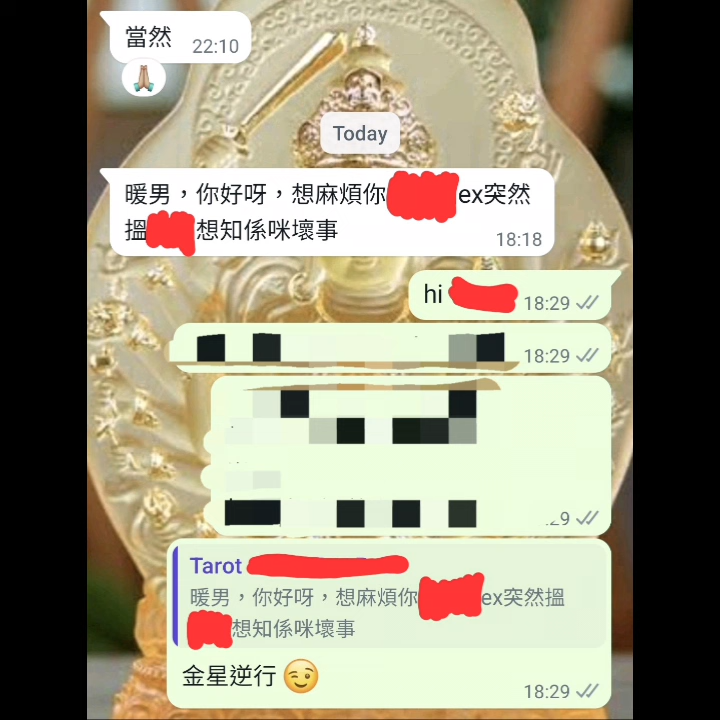 當然 22:10
Today
暖男，你好呀，想麻煩你
ex突然
搵
想知係咪壞事
18:18
hi
18:29
18:29
Tarot
暖男，你好呀，想麻煩你
ex突然搵
想知係咪壞事
金星逆行 😉
18:29